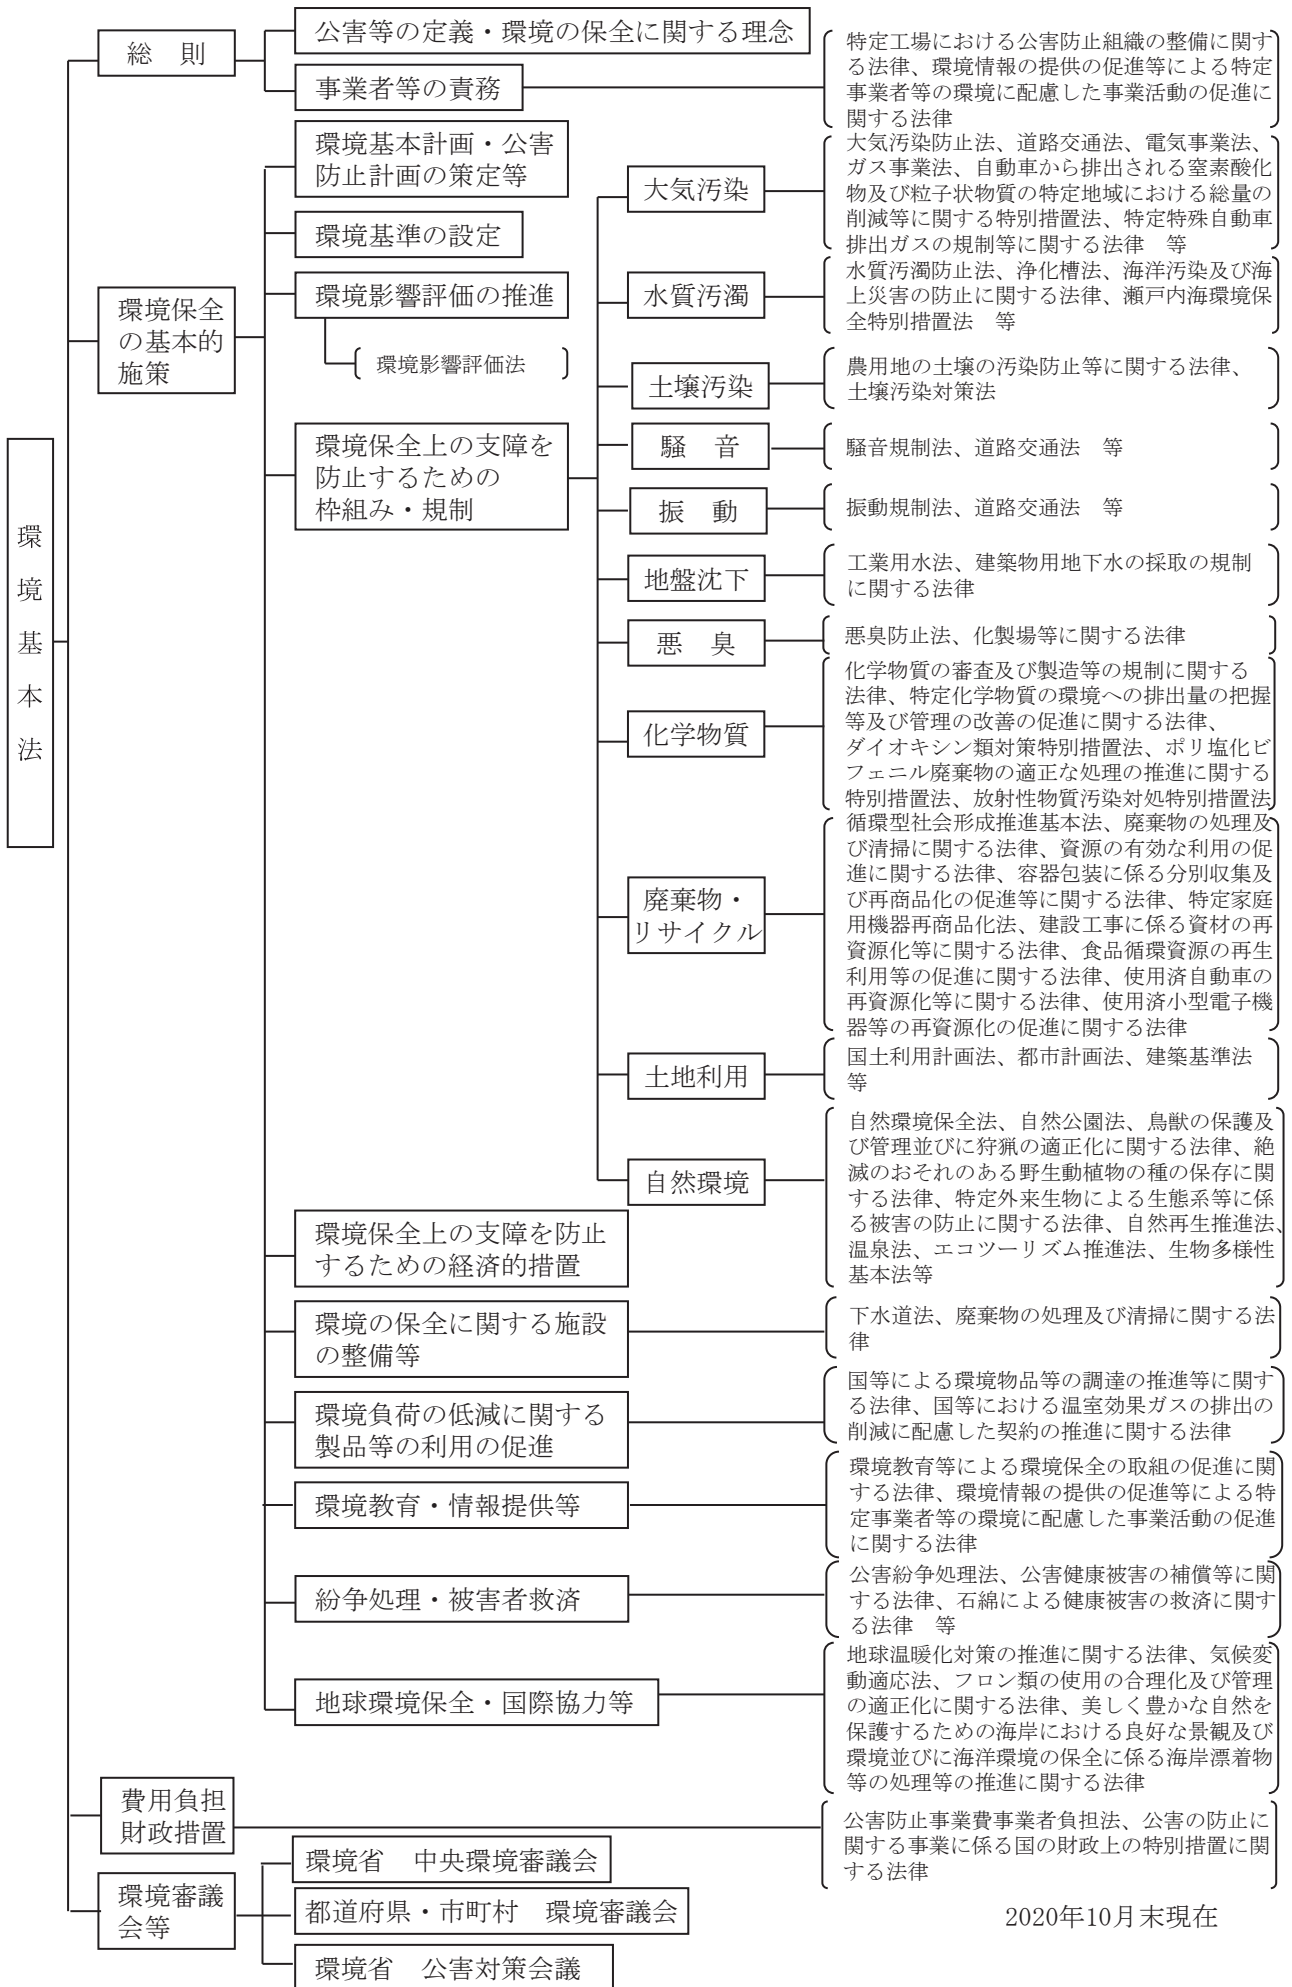 環境基本法
総　則
公害等の定義・環境の保全に関する理念
事業者等の責務
特定工場における公害防止組織の整備に関す
る法律、環境情報の提供の促進等による特定
事業者等の環境に配慮した事業活動の促進に
関する法律
環境保全
の基本的
施策
環境基本計画・公害
防止計画の策定等
環境基準の設定
環境影響評価の推進
環境影響評価法
環境保全上の支障を
防止するための
枠組み・規制
大気汚染
大気汚染防止法、道路交通法、電気事業法、
ガス事業法、自動車から排出される窒素酸化
物及び粒子状物質の特定地域における総量の
削減等に関する特別措置法、特定特殊自動車
排出ガスの規制等に関する法律　等
水質汚濁
水質汚濁防止法、浄化槽法、海洋汚染及び海
上災害の防止に関する法律、瀬戸内海環境保
全特別措置法　等
土壌汚染
農用地の土壌の汚染防止等に関する法律、
土壌汚染対策法
騒　音
騒音規制法、道路交通法　等
振　動
振動規制法、道路交通法　等
地盤沈下
工業用水法、建築物用地下水の採取の規制
に関する法律
悪　臭
悪臭防止法、化製場等に関する法律
化学物質
化学物質の審査及び製造等の規制に関する
法律、特定化学物質の環境への排出量の把握
等及び管理の改善の促進に関する法律、
ダイオキシン類対策特別措置法、ポリ塩化ビ
フェニル廃棄物の適正な処理の推進に関する
特別措置法、放射性物質汚染対処特別措置法
廃棄物・
リサイクル
循環型社会形成推進基本法、廃棄物の処理及
び清掃に関する法律、資源の有効な利用の促
進に関する法律、容器包装に係る分別収集及
び再商品化の促進等に関する法律、特定家庭
用機器再商品化法、建設工事に係る資材の再
資源化等に関する法律、食品循環資源の再生
利用等の促進に関する法律、使用済自動車の
再資源化等に関する法律、使用済小型電子機
器等の再資源化の促進に関する法律
土地利用
国土利用計画法、都市計画法、建築基準法
等
自然環境
自然環境保全法、自然公園法、鳥獣の保護及
び管理並びに狩猟の適正化に関する法律、絶
滅のおそれのある野生動植物の種の保存に関
する法律、特定外来生物による生態系等に係
る被害の防止に関する法律、自然再生推進法、
温泉法、エコツーリズム推進法、生物多様性
基本法等
環境保全上の支障を防止
するための経済的措置
環境の保全に関する施設
の整備等
下水道法、廃棄物の処理及び清掃に関する法
律
環境負荷の低減に関する
製品等の利用の促進
国等による環境物品等の調達の推進等に関す
る法律、国等における温室効果ガスの排出の
削減に配慮した契約の推進に関する法律
環境教育・情報提供等
環境教育等による環境保全の取組の促進に関
する法律、環境情報の提供の促進等による特
定事業者等の環境に配慮した事業活動の促進
に関する法律
紛争処理・被害者救済
公害紛争処理法、公害健康被害の補償等に関
する法律、石綿による健康被害の救済に関す
る法律　等
地球環境保全・国際協力等
地球温暖化対策の推進に関する法律、気候変
動適応法、フロン類の使用の合理化及び管理
の適正化に関する法律、美しく豊かな自然を
保護するための海岸における良好な景観及び
環境並びに海洋環境の保全に係る海岸漂着物
等の処理等の推進に関する法律
費用負担
財政措置
公害防止事業費事業者負担法、公害の防止に
関する事業に係る国の財政上の特別措置に関
する法律
環境審議
会等
環境省　中央環境審議会
都道府県・市町村　環境審議会
環境省　公害対策会議
2020年10月末現在